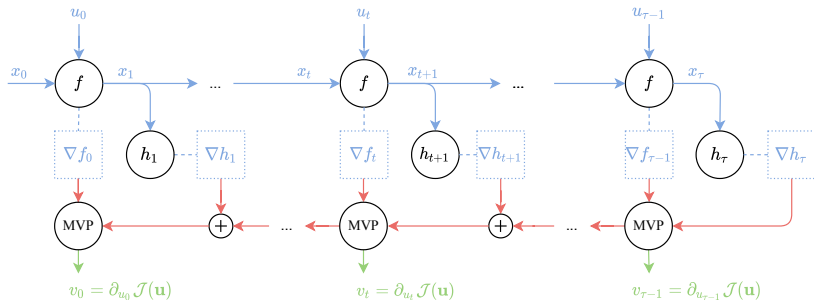 u_0 u_t u_{τ−1}
x_0 f x_1 ... x_t f x_{t+1} ... f x_τ
∇f_0 h_1 ∇h_1 ∇f_t h_{t+1} ∇h_{t+1} ∇f_{τ−1} h_τ ∇h_τ
MVP + ... MVP + ... MVP
v_0 = ∂_{u_0} 𝒥(𝐮) v_t = ∂_{u_t} 𝒥(𝐮) v_{τ−1} = ∂_{u_{τ−1}} 𝒥(𝐮)